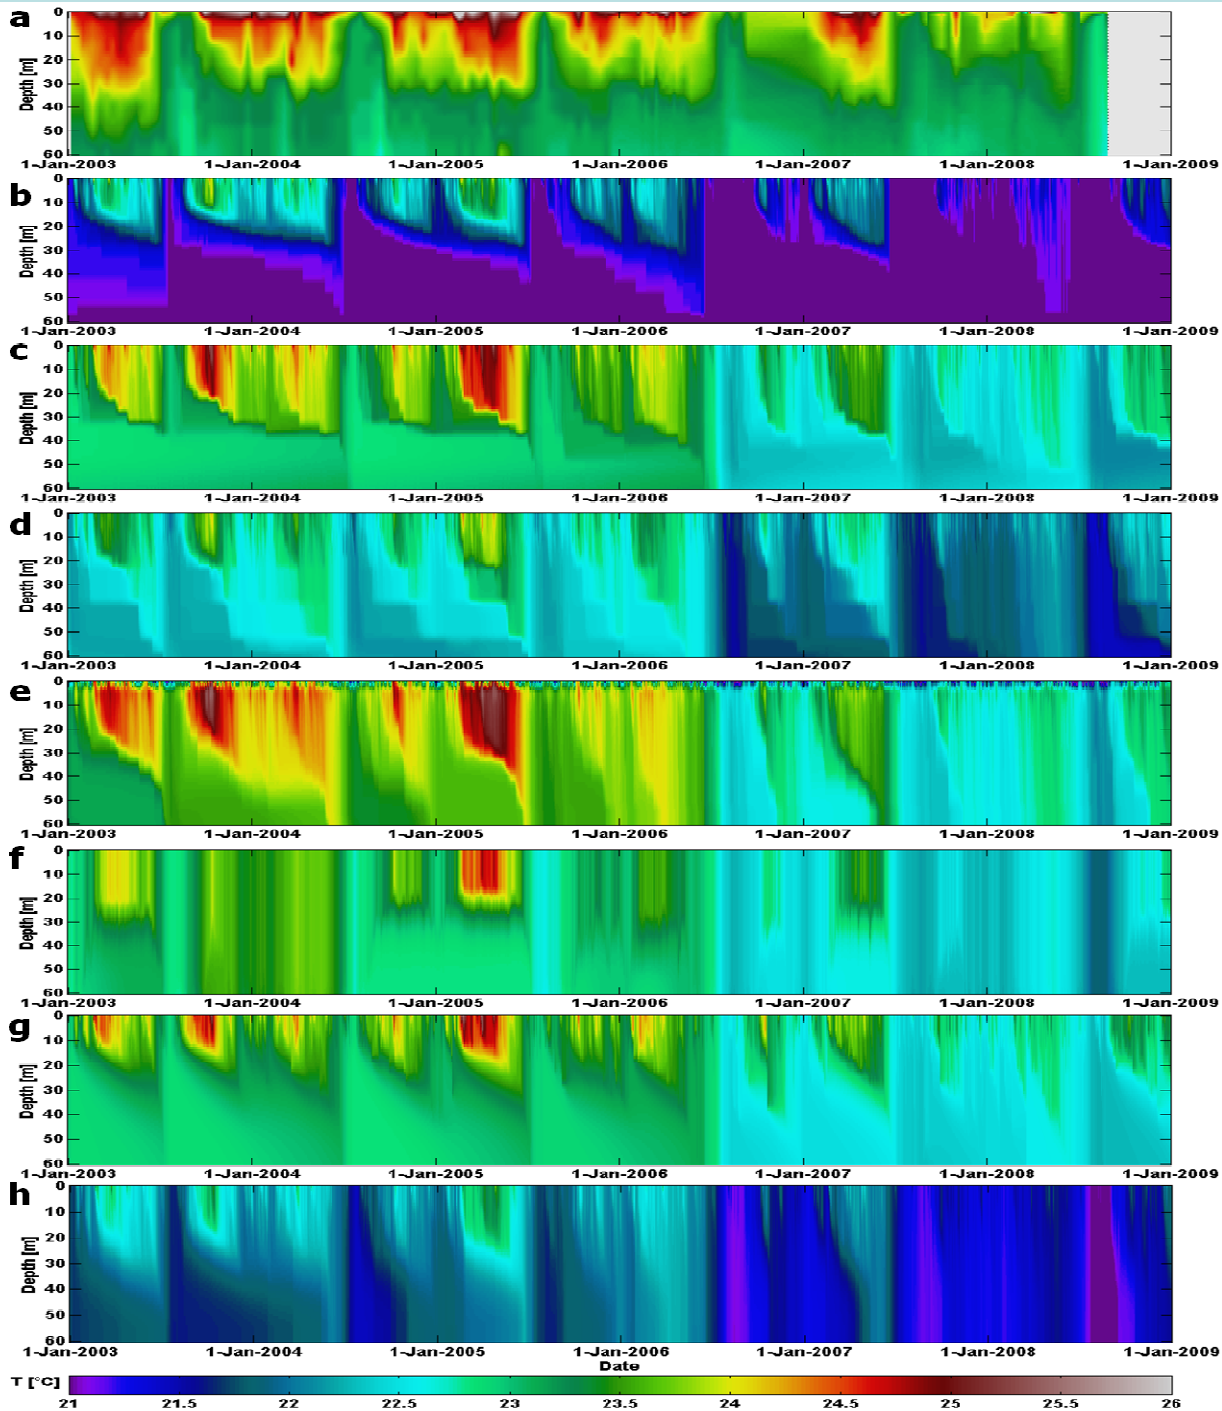 a
0
10
20
30
40
50
60
Depth [m]
1-Jan-2003 1-Jan-2004 1-Jan-2005 1-Jan-2006 1-Jan-2007 1-Jan-2008 1-Jan-2009
b
0
10
20
30
40
50
60
Depth [m]
1-Jan-2003 1-Jan-2004 1-Jan-2005 1-Jan-2006 1-Jan-2007 1-Jan-2008 1-Jan-2009
c
0
10
20
30
40
50
60
Depth [m]
1-Jan-2003 1-Jan-2004 1-Jan-2005 1-Jan-2006 1-Jan-2007 1-Jan-2008 1-Jan-2009
d
0
10
20
30
40
50
60
Depth [m]
1-Jan-2003 1-Jan-2004 1-Jan-2005 1-Jan-2006 1-Jan-2007 1-Jan-2008 1-Jan-2009
e
0
10
20
30
40
50
60
Depth [m]
1-Jan-2003 1-Jan-2004 1-Jan-2005 1-Jan-2006 1-Jan-2007 1-Jan-2008 1-Jan-2009
f
0
10
20
30
40
50
60
Depth [m]
1-Jan-2003 1-Jan-2004 1-Jan-2005 1-Jan-2006 1-Jan-2007 1-Jan-2008 1-Jan-2009
g
0
10
20
30
40
50
60
Depth [m]
1-Jan-2003 1-Jan-2004 1-Jan-2005 1-Jan-2006 1-Jan-2007 1-Jan-2008 1-Jan-2009
h
0
10
20
30
40
50
60
Depth [m]
1-Jan-2003 1-Jan-2004 1-Jan-2005 1-Jan-2006 1-Jan-2007 1-Jan-2008 1-Jan-2009
Date
T [°C]
21 21.5 22 22.5 23 23.5 24 24.5 25 25.5 26